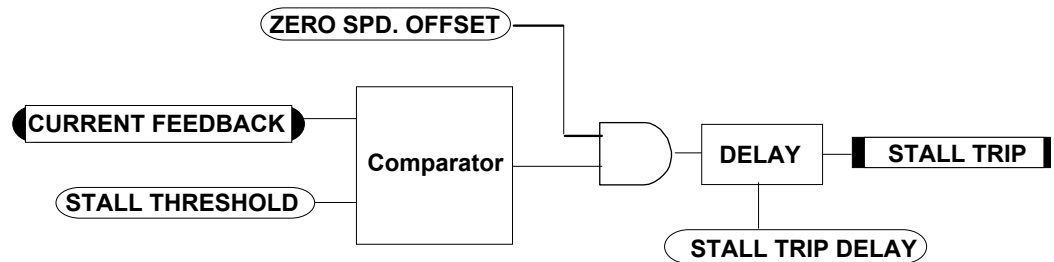 ZERO SPD. OFFSET
CURRENT FEEDBACK
Comparator
DELAY
STALL TRIP
STALL THRESHOLD
STALL TRIP DELAY